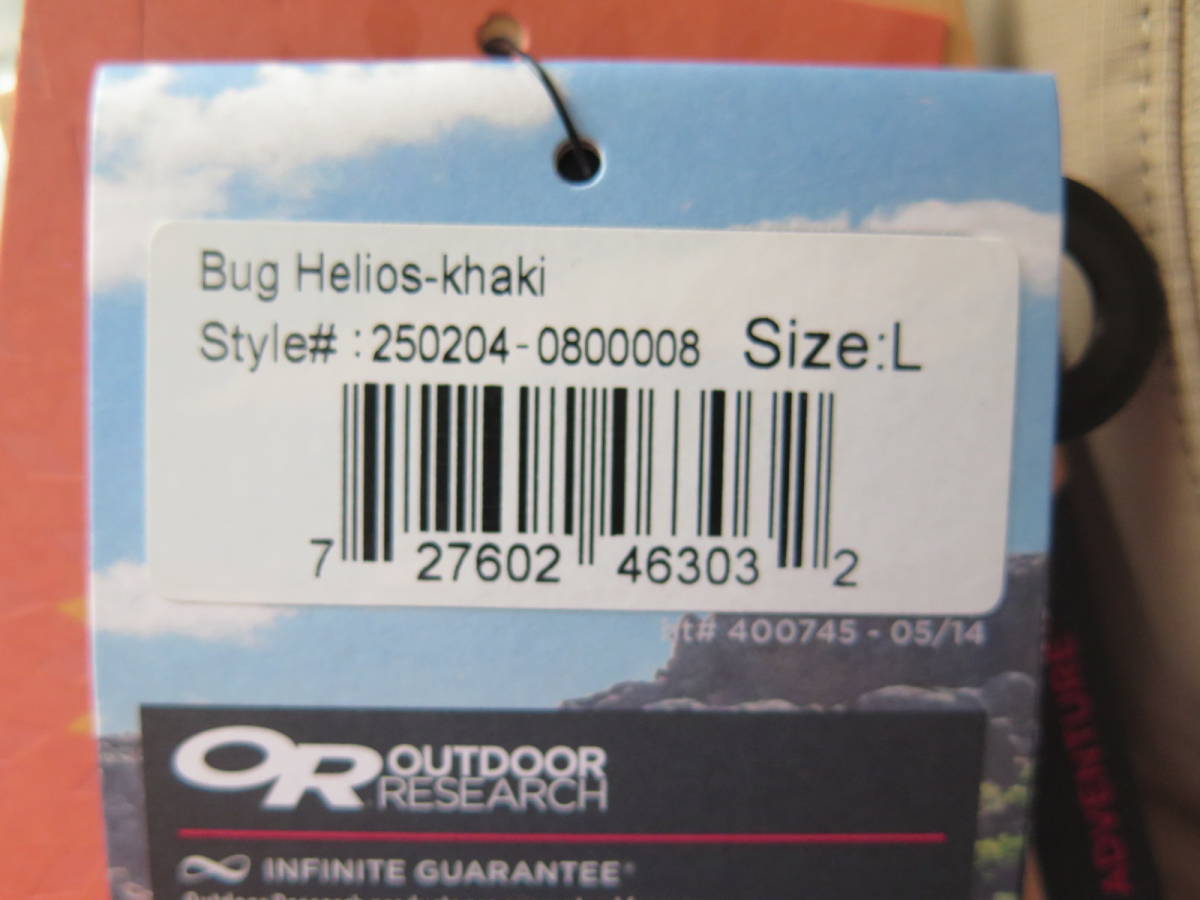 Bug Helios-khaki
Style# : 250204-0800008 Size:L
7 27602 46303 2
400745 - 05/14
OR OUTDOOR
RESEARCH
INFINITE GUARANTEE
ADVENTURE